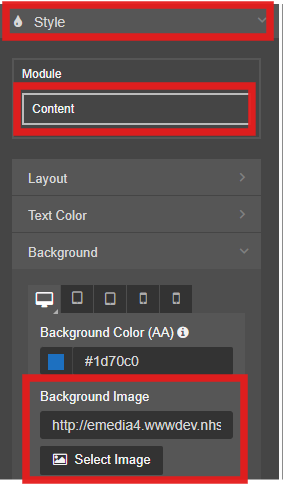 Style
Module
Content
Layout
Text Color
Background
Background Color (AA)
#1d70c0
Background Image
http://emedia4.wwwdev.nhs
Select Image